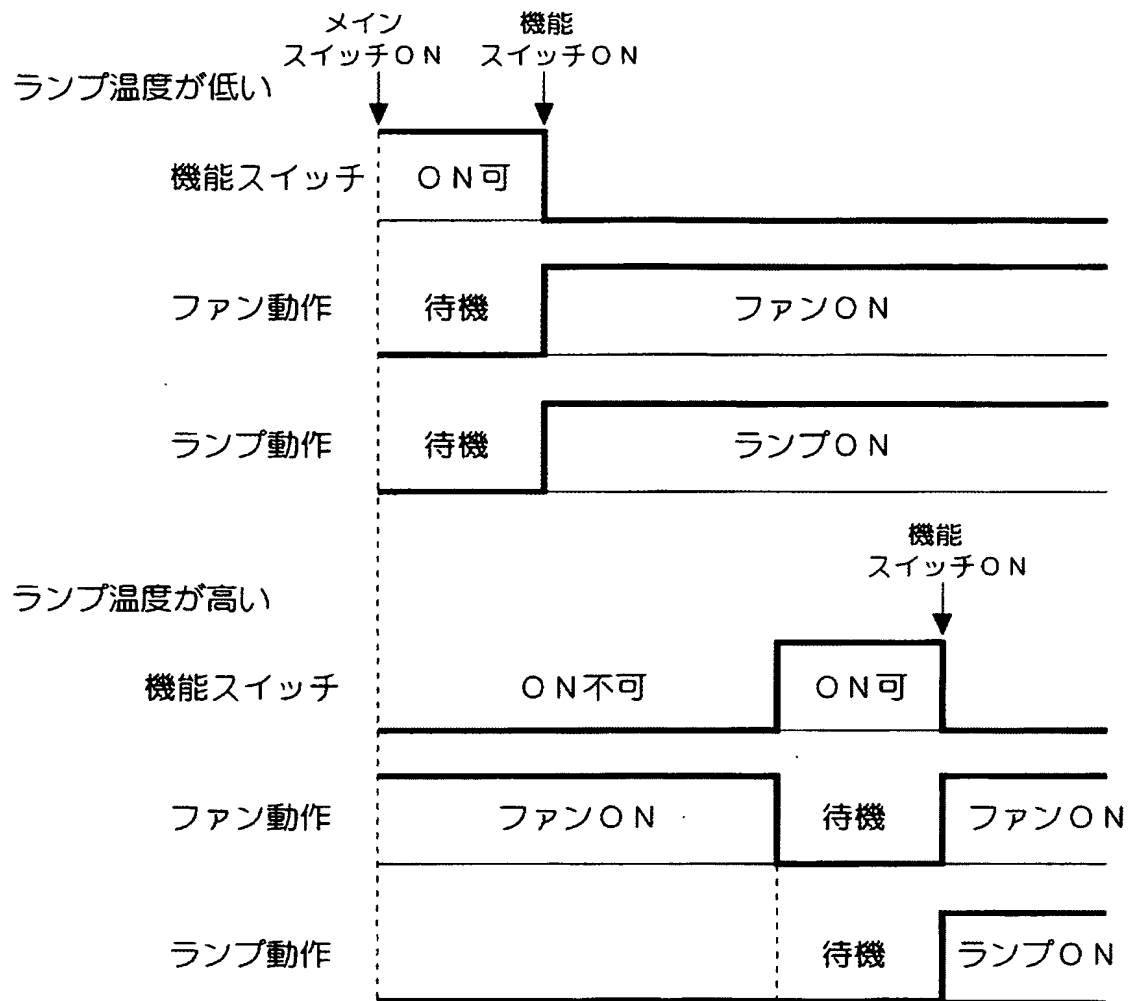 メイン
スイッチON
機能
スイッチON
ランプ温度が低い
機能スイッチ
ON可
ファン動作
待機
ファンON
ランプ動作
待機
ランプON
機能
スイッチON
ランプ温度が高い
機能スイッチ
ON不可
ON可
ファン動作
ファンON
待機
ファンON
ランプ動作
待機
ランプON